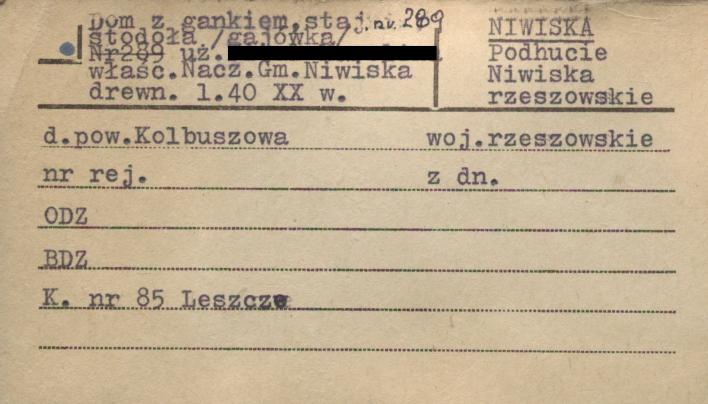 Dom z gankiem, staj.nr. 289
stodoła /gajówka/
Nr289 uż.
właśc.Nacz.Gm.Niwiska
drewn. 1.40 XX w.
NIWISKA
Podhucie
Niwiska
rzeszowskie
d.pow.Kolbuszowa woj.rzeszowskie
nr rej. z dn.
ODZ
BDZ
K. nr 85 Leszcze